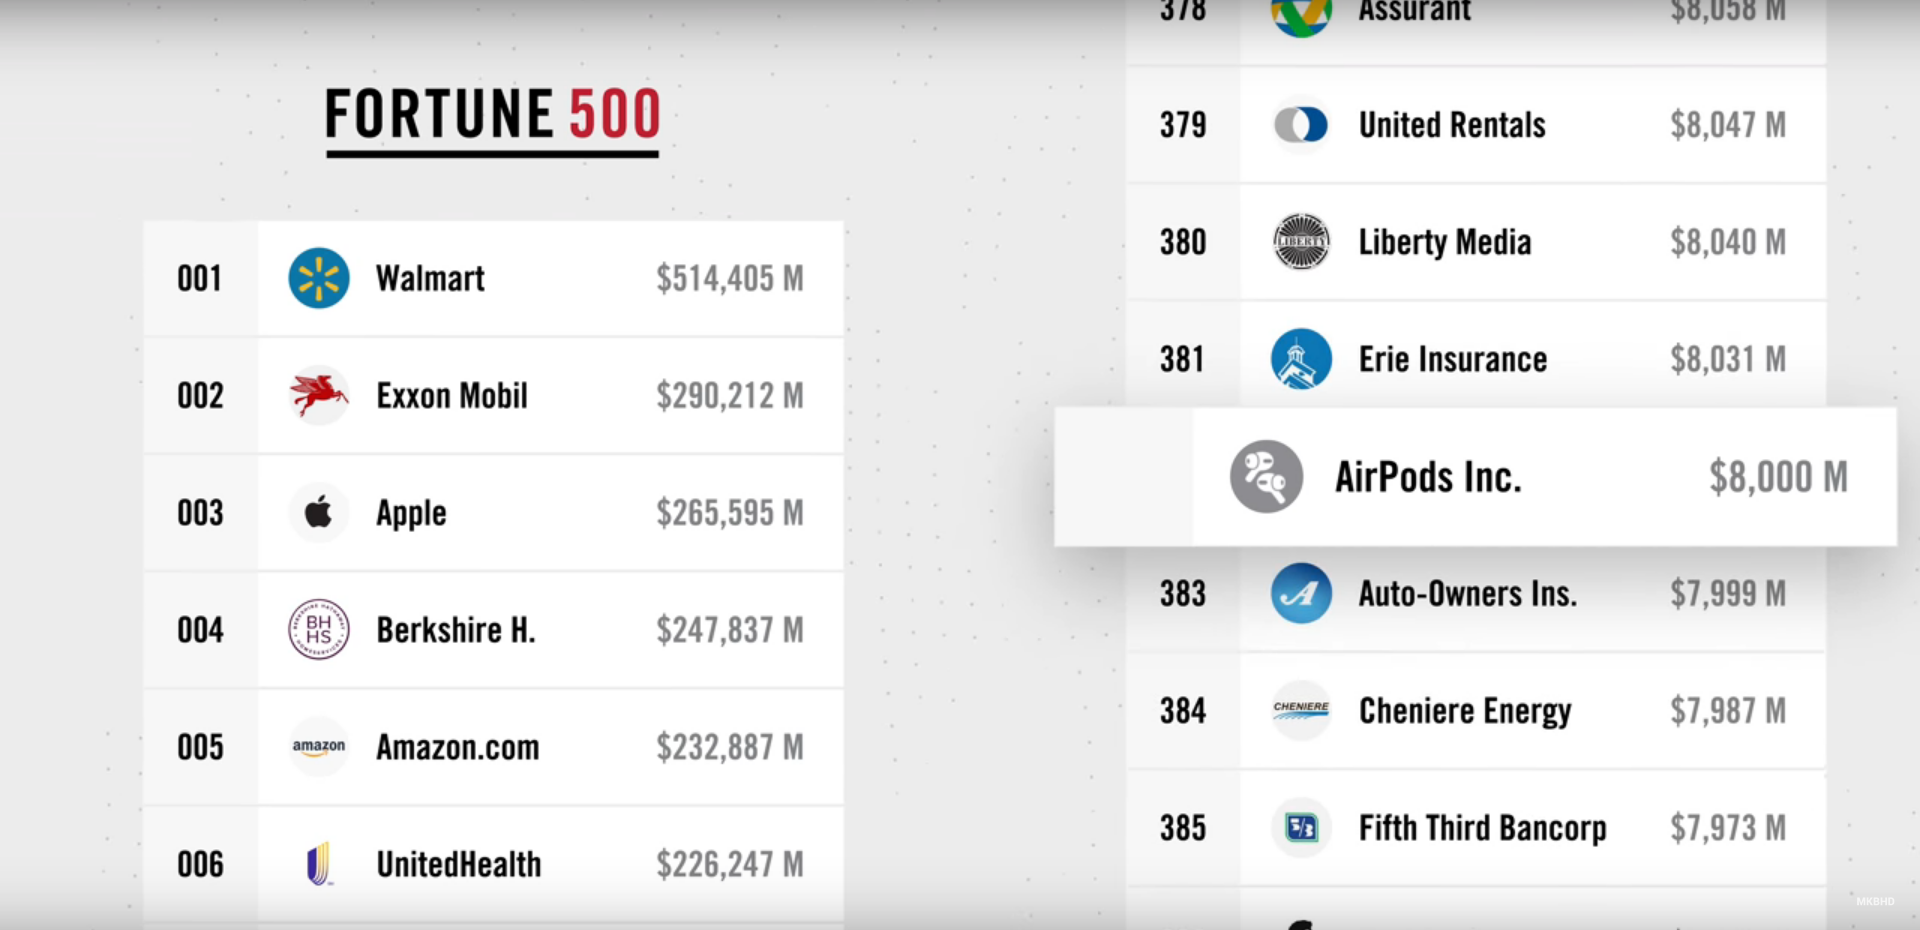 FORTUNE 500
001 Walmart $514,405 M
002 Exxon Mobil $290,212 M
003 Apple $265,595 M
004 BH HS Berkshire H. $247,837 M
005 amazon Amazon.com $232,887 M
006 UnitedHealth $226,247 M
378 Assurant $8,058 M
379 United Rentals $8,047 M
380 LIBERTY Liberty Media $8,040 M
381 Erie Insurance $8,031 M
AirPods Inc. $8,000 M
383 A Auto-Owners Ins. $7,999 M
384 CHENIERE Cheniere Energy $7,987 M
385 5/3 Fifth Third Bancorp $7,973 M
MKBHD